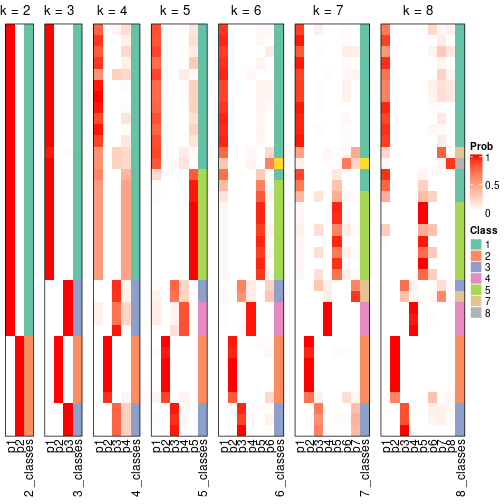 k = 2 k = 3 k = 4 k = 5 k = 6 k = 7 k = 8
Prob
1
0.5
0
Class
1
2
3
4
5
7
8
p1 p2 2_classes p1 p2 p3 3_classes p1 p2 p3 p4 4_classes p1 p2 p3 p4 p5 5_classes p1 p2 p3 p4 p5 p6 6_classes p1 p2 p3 p4 p5 p6 p7 7_classes p1 p2 p3 p4 p5 p6 p7 p8 8_classes